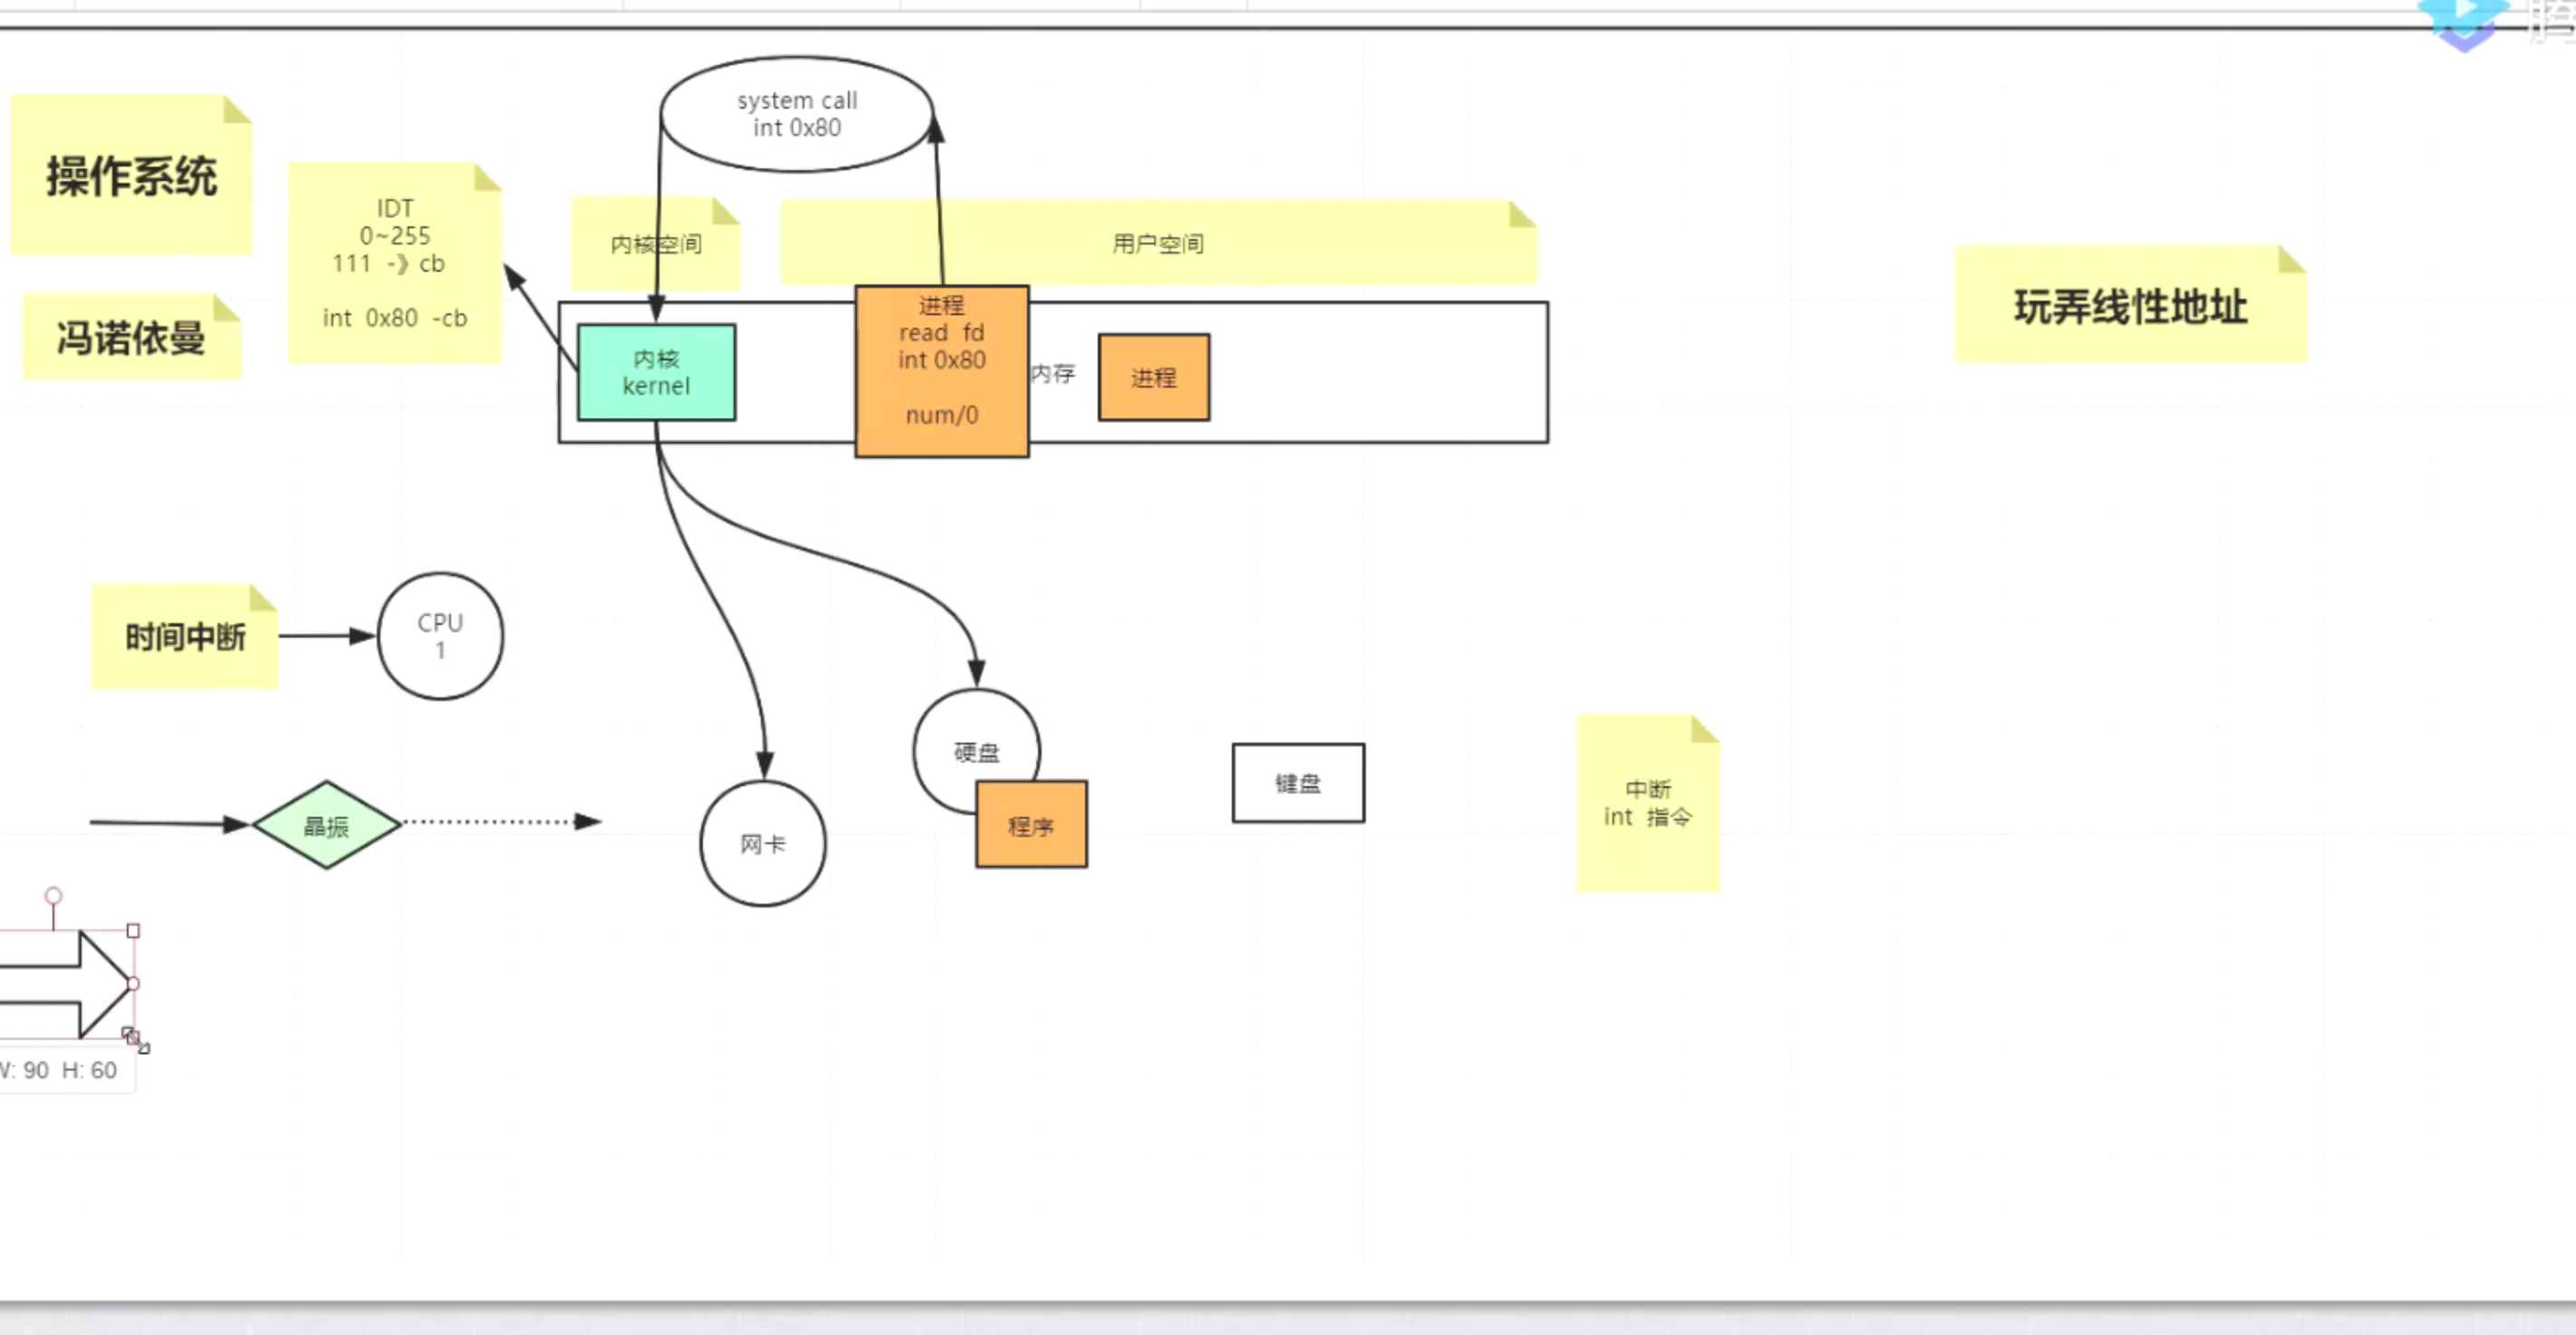 system call
int 0x80
操作系统
IDT
0~255
111 -》cb
int 0x80 -cb
内核空间
用户空间
玩弄线性地址
冯诺依曼
内核
kernel
进程
read fd
int 0x80
num/0
内存
进程
时间中断
CPU
1
硬盘
键盘
中断
int 指令
晶振
网卡
程序
W: 90 H: 60